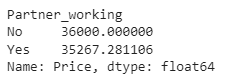 Partner_working
No     36000.000000
Yes    35267.281106
Name: Price, dtype: float64